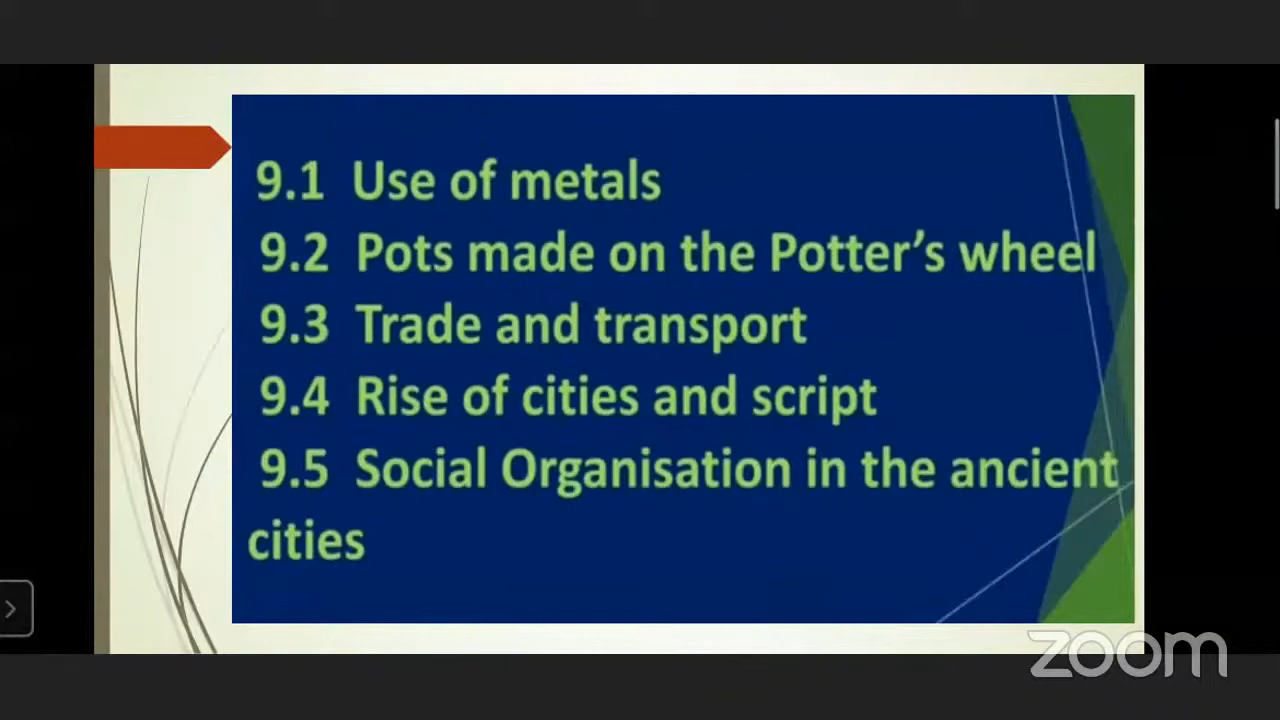 9.1 Use of metals
9.2 Pots made on the Potter's wheel
9.3 Trade and transport
9.4 Rise of cities and script
9.5 Social Organisation in the ancient
cities
zoom